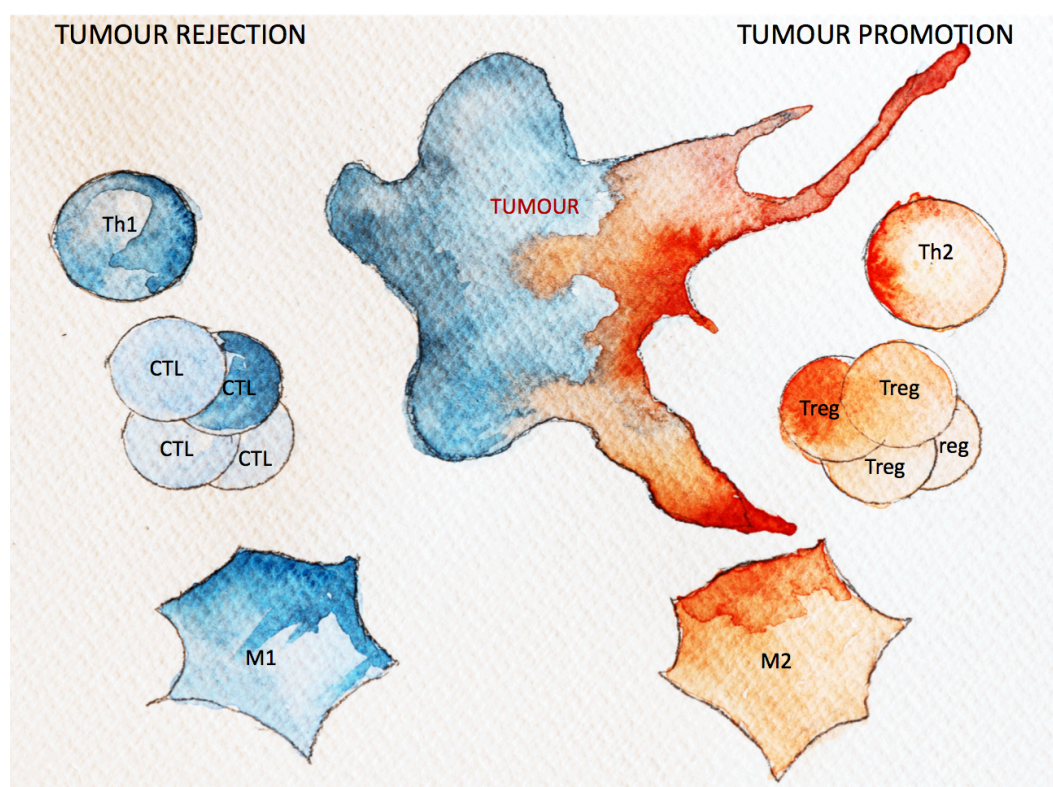 TUMOUR REJECTION
TUMOUR PROMOTION
TUMOUR
Th1
Th2
CTL
CTL
CTL
CTL
Treg
Treg
Treg
reg
M1
M2